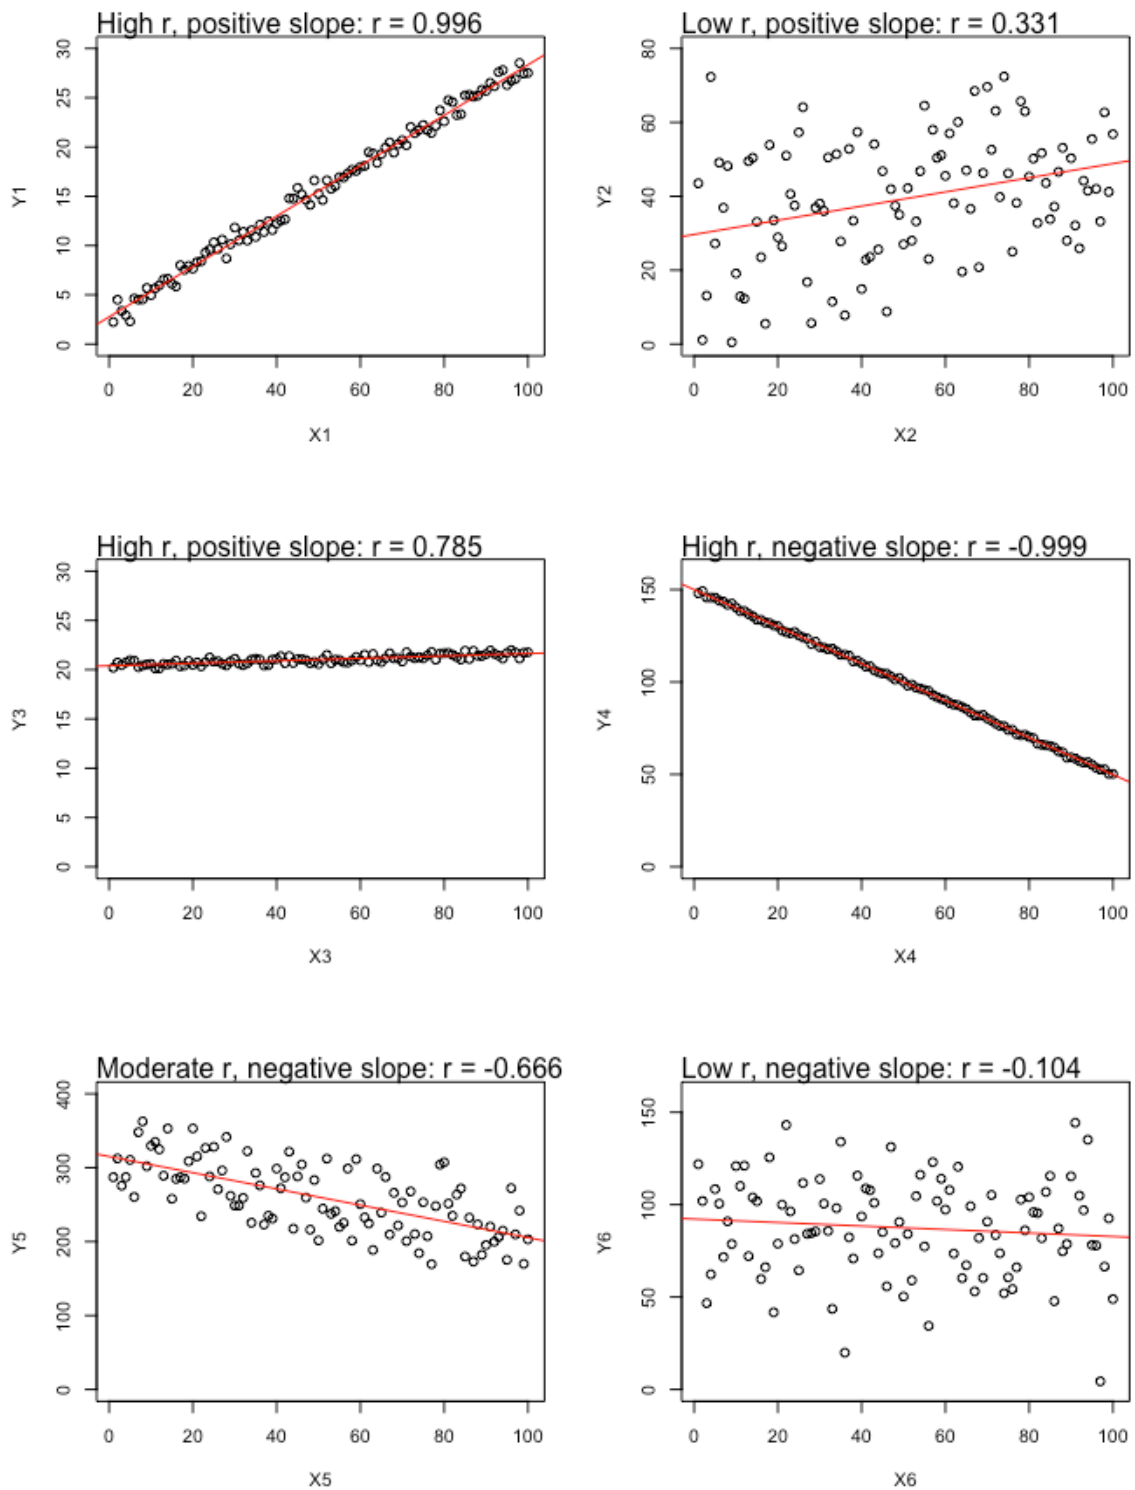 High r, positive slope: r = 0.996
Y1
30
25
20
15
10
5
0
0 20 40 60 80 100
X1
Low r, positive slope: r = 0.331
Y2
80
60
40
20
0
0 20 40 60 80 100
X2
High r, positive slope: r = 0.785
Y3
30
25
20
15
10
5
0
0 20 40 60 80 100
X3
High r, negative slope: r = -0.999
Y4
150
100
50
0
0 20 40 60 80 100
X4
Moderate r, negative slope: r = -0.666
Y5
400
300
200
100
0
0 20 40 60 80 100
X5
Low r, negative slope: r = -0.104
Y6
150
100
50
0
0 20 40 60 80 100
X6